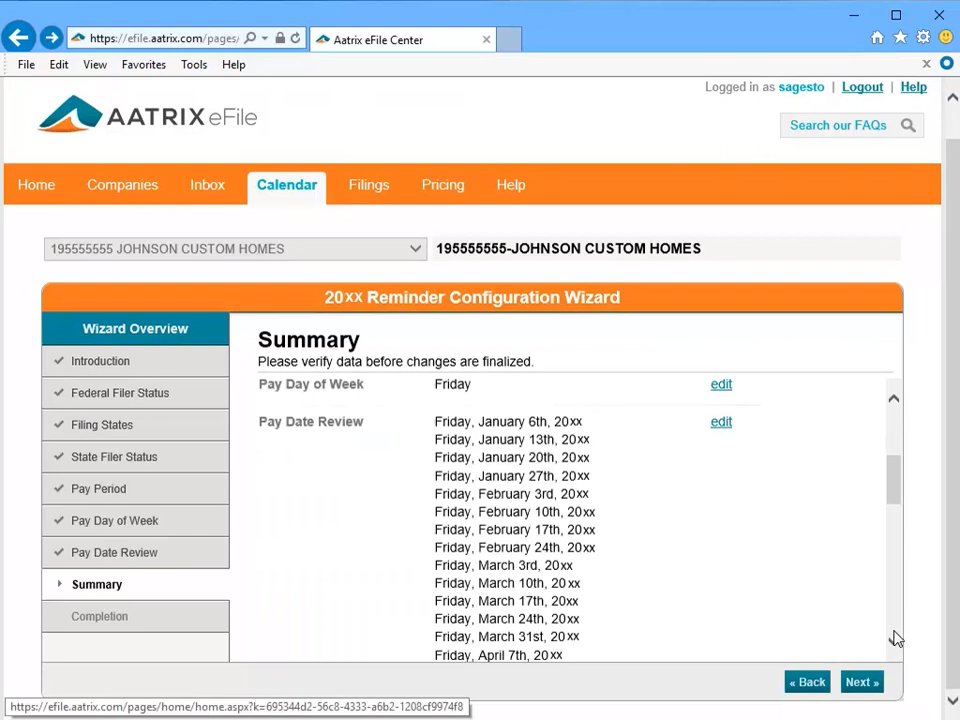 https://efile.aatrix.com/pages/
Aatrix eFile Center
File Edit View Favorites Tools Help
Logged in as sagesto | Logout | Help
AATRIX eFile
Search our FAQs
Home Companies Inbox Calendar Filings Pricing Help
195555555 JOHNSON CUSTOM HOMES
195555555-JOHNSON CUSTOM HOMES
20xx Reminder Configuration Wizard
Wizard Overview
Introduction
Federal Filer Status
Filing States
State Filer Status
Pay Period
Pay Day of Week
Pay Date Review
Summary
Completion
Summary
Please verify data before changes are finalized.
Pay Day of Week Friday edit
Pay Date Review Friday, January 6th, 20xx edit
Friday, January 13th, 20xx
Friday, January 20th, 20xx
Friday, January 27th, 20xx
Friday, February 3rd, 20xx
Friday, February 10th, 20xx
Friday, February 17th, 20xx
Friday, February 24th, 20xx
Friday, March 3rd, 20xx
Friday, March 10th, 20xx
Friday, March 17th, 20xx
Friday, March 24th, 20xx
Friday, March 31st, 20xx
Friday, April 7th, 20xx
« Back Next »
https://efile.aatrix.com/pages/home/home.aspx?k=695344d2-56c8-4333-a6b2-1208cf9974f8